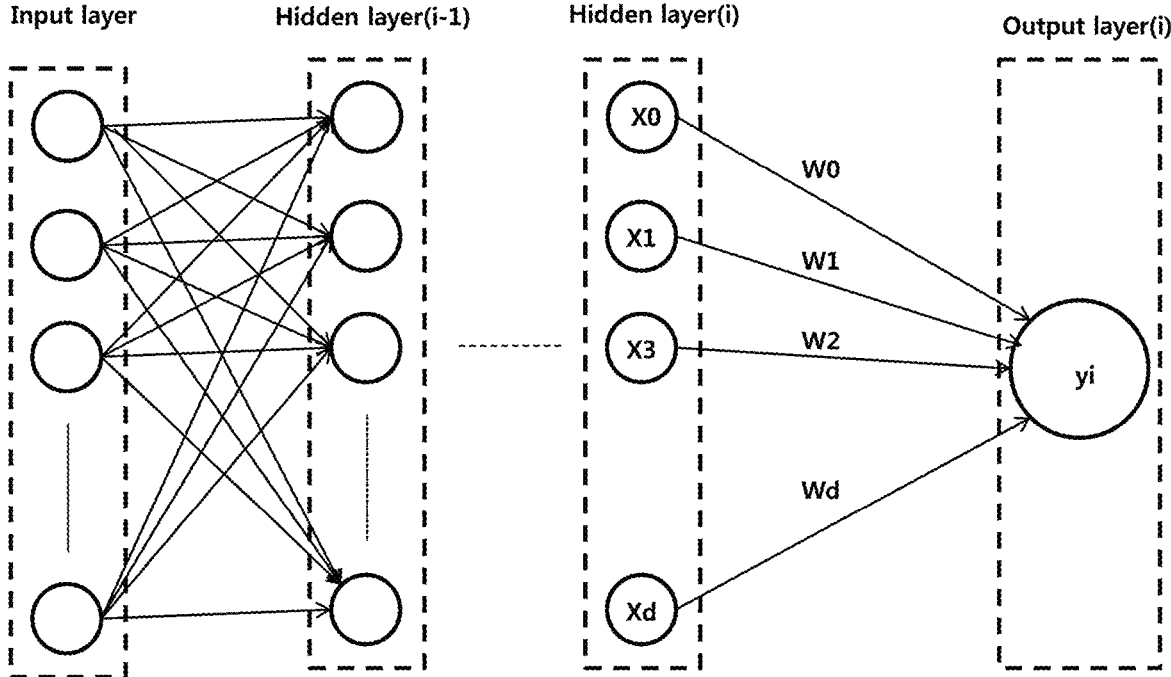 Input layer
Hidden layer(i-1)
Hidden layer(i)
Output layer(i)
X0
W0
X1
W1
X3
W2
yi
Wd
Xd